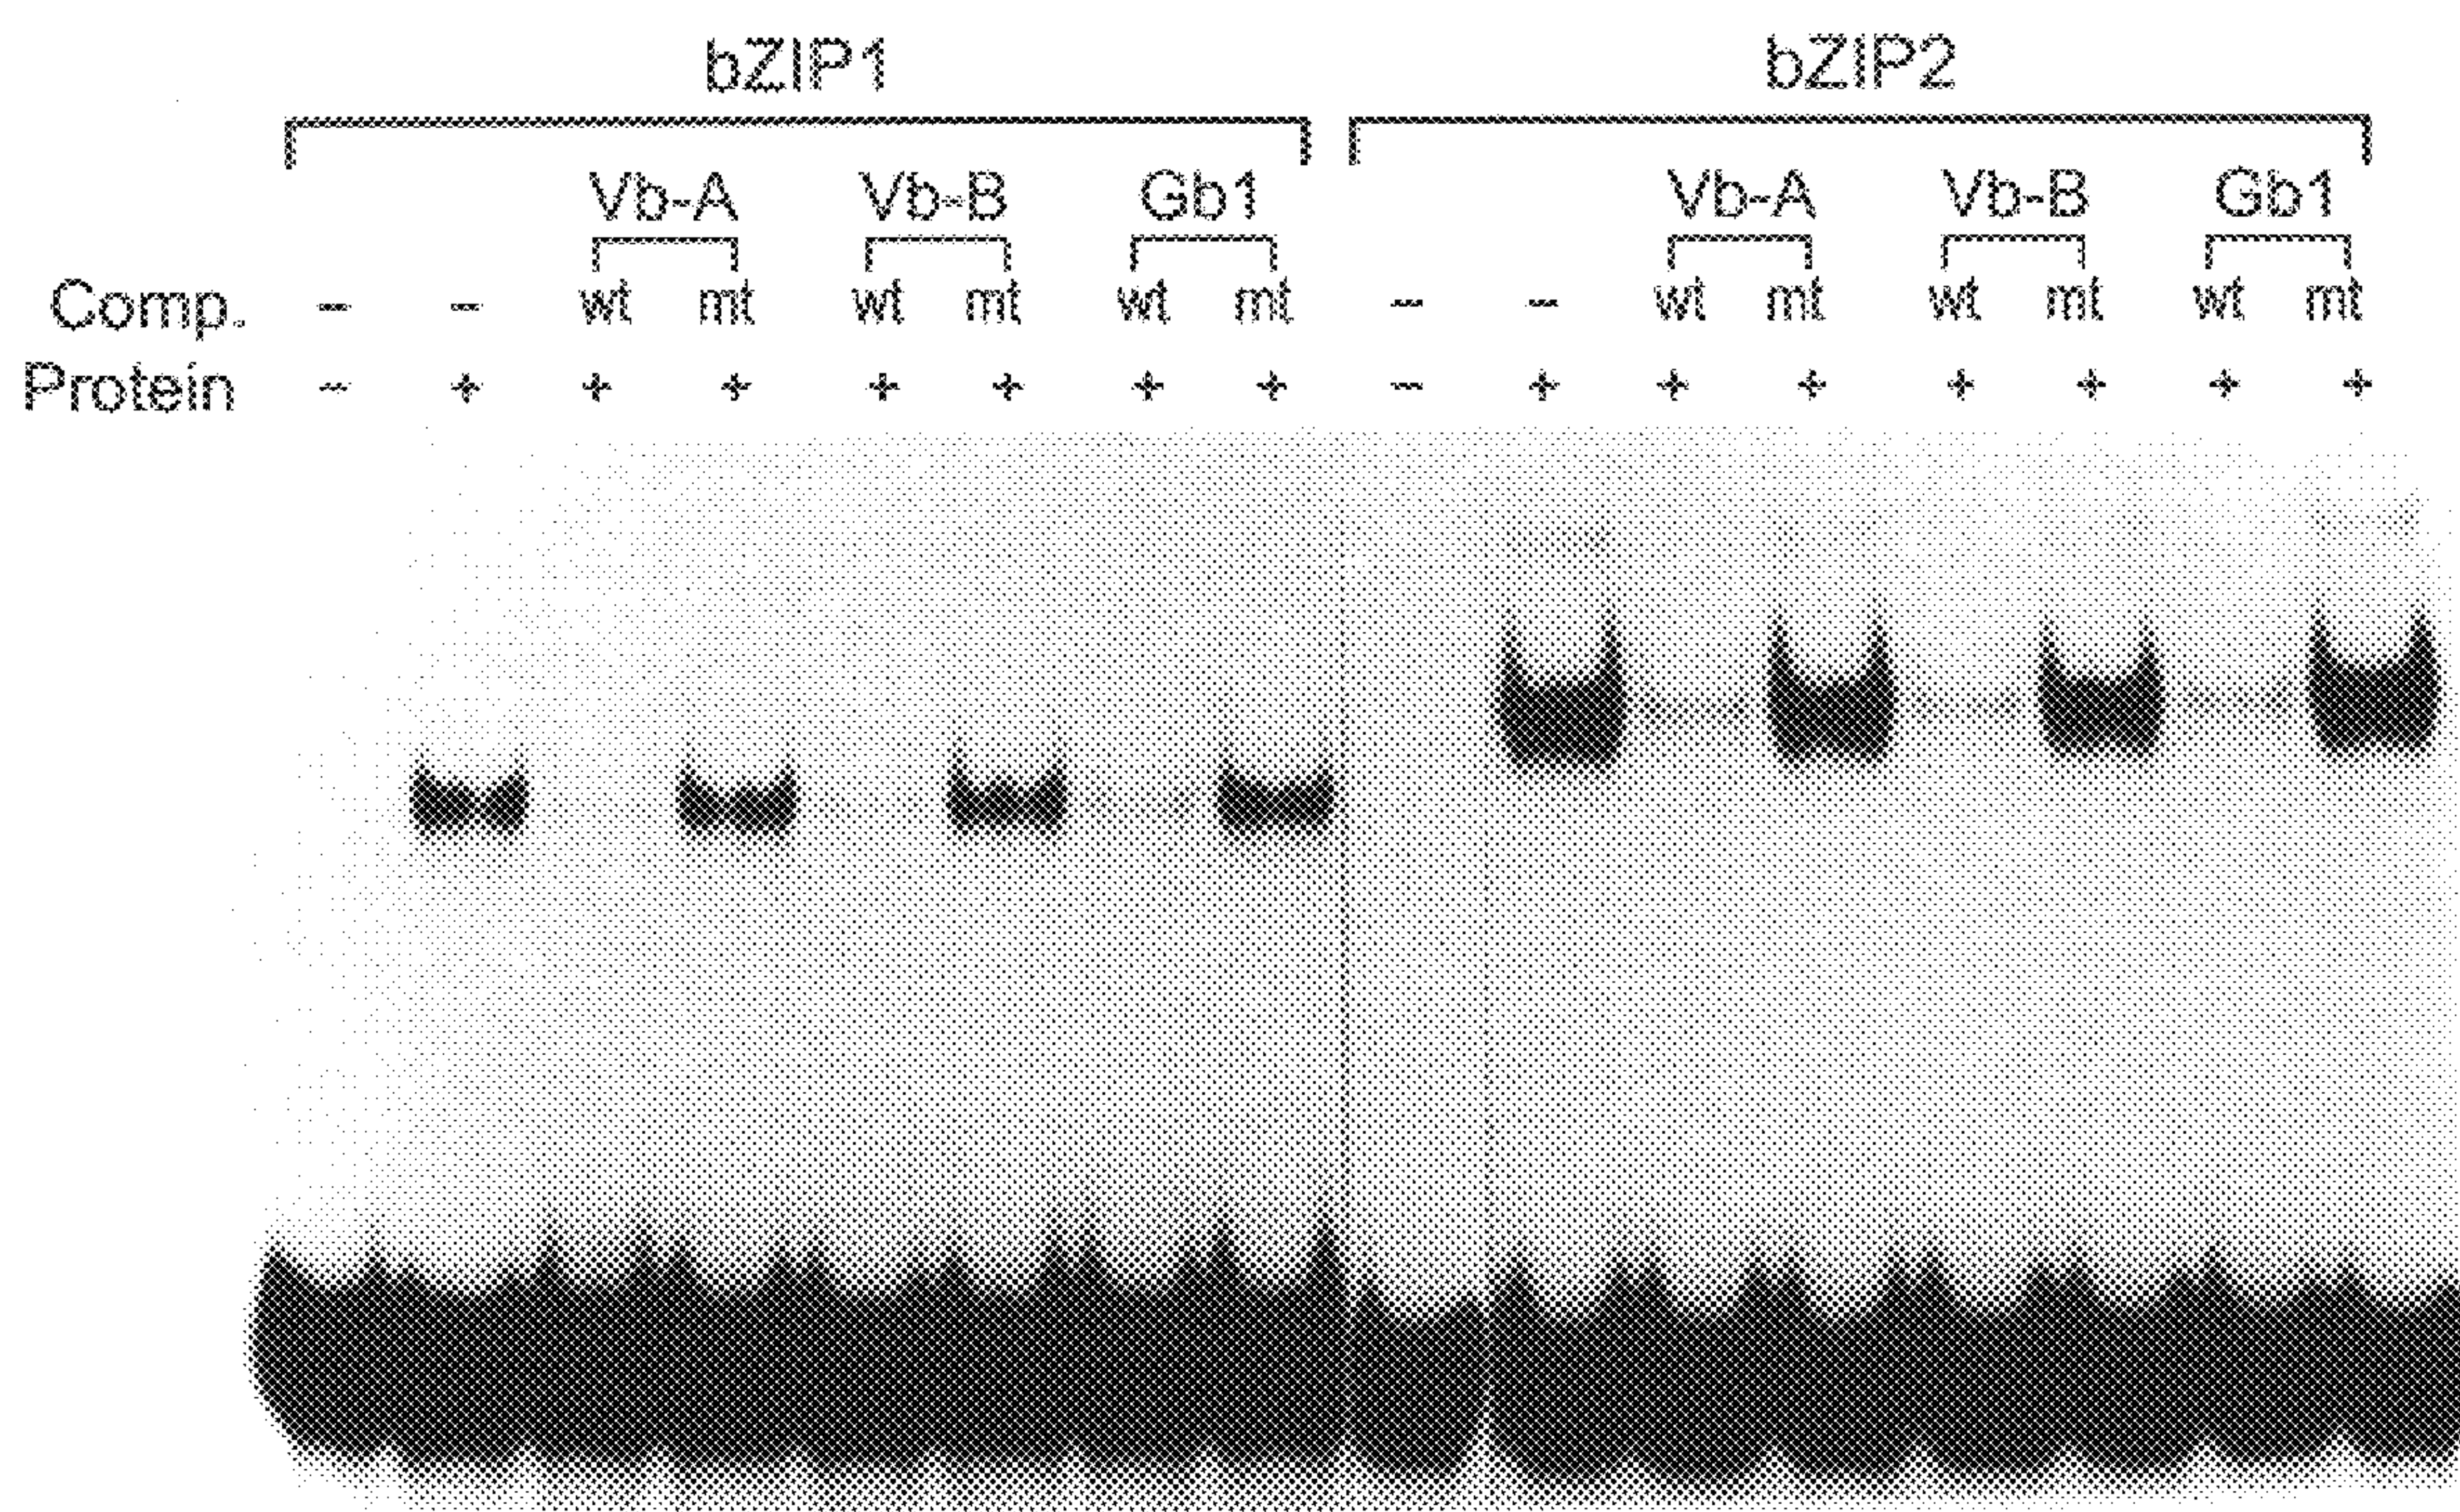 bZIP1 bZIP2
Vb-A Vb-B Gb1 Vb-A Vb-B Gb1
Comp. – – wt mt wt mt wt mt – – wt mt wt mt wt mt
Protein – + + + + + + + – + + + + + + +